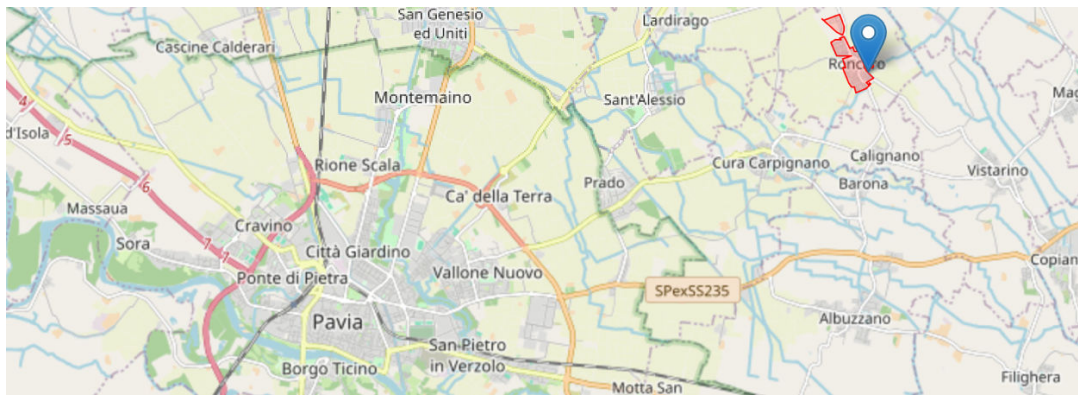 San Genesio
ed Uniti
Lardirago
Cascine Calderari
Montemaino
Sant'Alessio
4
5
d'Isola
6
7
7
Rione Scala
Cura Carpignano
Calignano
Vistarino
Barona
Prado
Ca' della Terra
Massaua
Cravino
Sora
Città Giardino
Ponte di Pietra
Vallone Nuovo
SPexSS235
Copian
Albuzzano
Pavia
San Pietro
in Verzolo
Borgo Ticino
Motta San
Filighera
Mag